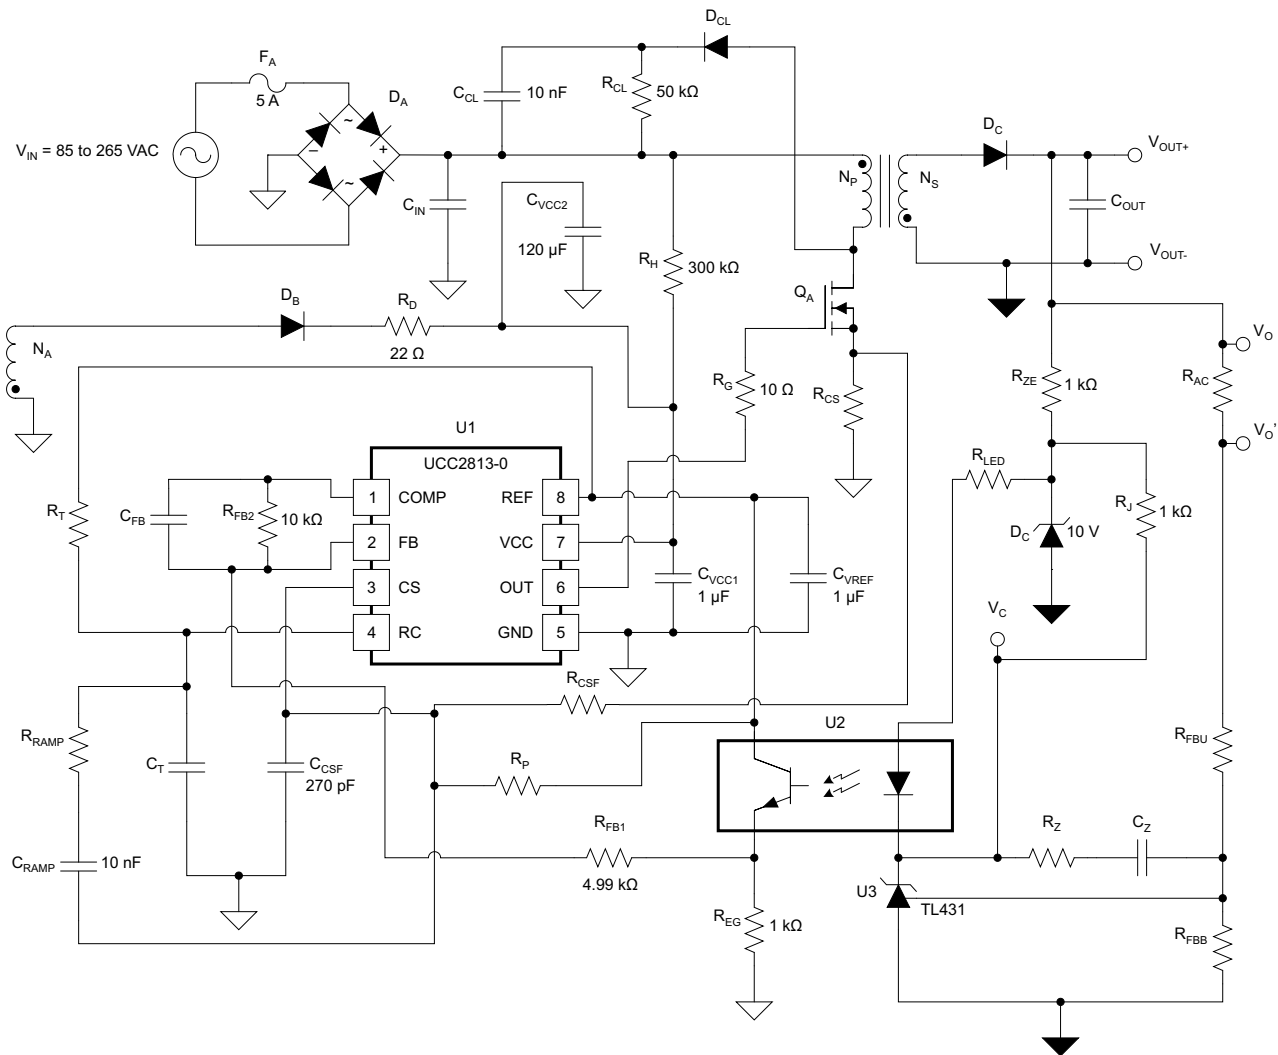 D_CL
F_A
5 A
D_A
C_CL
10 nF
R_CL
50 kΩ
V_IN = 85 to 265 VAC
~
~
–
+
D_C
V_OUT+
N_P
N_S
C_IN
C_VCC2
120 µF
C_OUT
R_H
300 kΩ
V_OUT-
Q_A
D_B
R_D
22 Ω
N_A
V_O
R_G
10 Ω
R_CS
R_ZE
1 kΩ
R_AC
V_O'
U1
UCC2813-0
R_LED
R_T
C_FB
R_FB2
10 kΩ
1
COMP
REF
8
2
FB
VCC
7
3
CS
OUT
6
4
RC
GND
5
C_VCC1
1 µF
C_VREF
1 µF
R_J
1 kΩ
D_C
10 V
V_C
R_CSF
U2
R_RAMP
C_T
C_CSF
270 pF
R_P
R_FBU
R_FB1
4.99 kΩ
R_Z
C_Z
C_RAMP
10 nF
U3
TL431
R_EG
1 kΩ
R_FBB